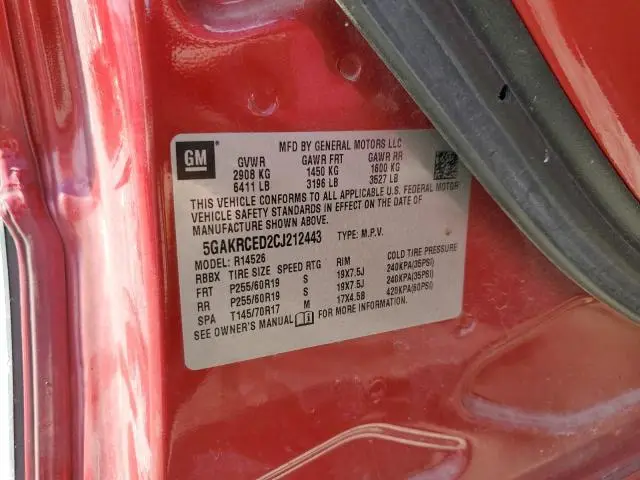 GM
MFD BY GENERAL MOTORS LLC
GVWR GAWR FRT GAWR RR
2908 KG 1450 KG 1600 KG
6411 LB 3196 LB 3527 LB
THIS VEHICLE CONFORMS TO ALL APPLICABLE U.S. FEDERAL MOTOR
VEHICLE SAFETY STANDARDS IN EFFECT ON THE DATE OF
MANUFACTURE SHOWN ABOVE.
5GAKRCED2CJ212443 TYPE: M.P.V.
MODEL: R14526
RBBX TIRE SIZE SPEED RTG RIM COLD TIRE PRESSURE
FRT P255/60R19 S 19X7.5J 240KPA(35PSI)
RR P255/60R19 S 19X7.5J 240KPA(35PSI)
SPA T145/70R17 M 17X4.5B 420KPA(60PSI)
SEE OWNER'S MANUAL FOR MORE INFORMATION.